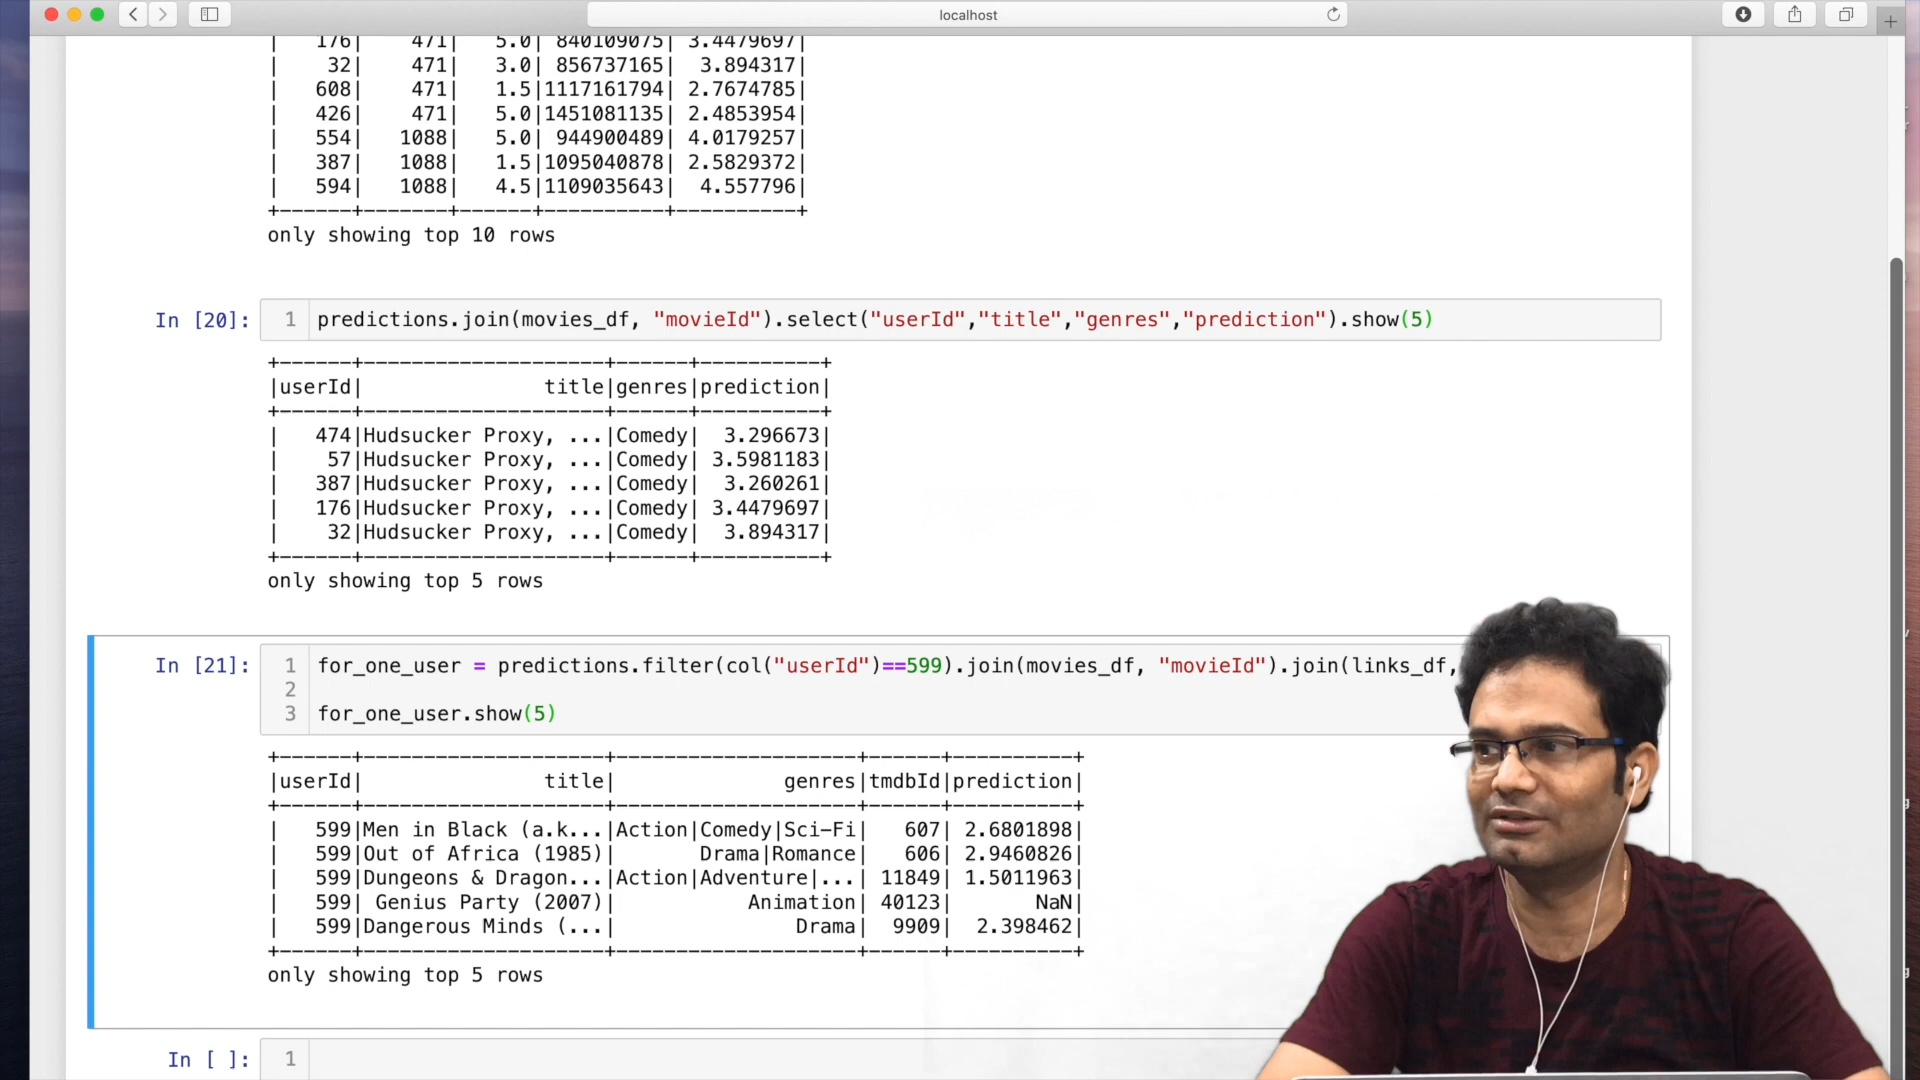 localhost
| 176| 471| 5.0| 840109075| 3.4479697|
| 32| 471| 3.0| 856737165| 3.894317|
| 608| 471| 1.5|1117161794| 2.7674785|
| 426| 471| 5.0|1451081135| 2.4853954|
| 554| 1088| 5.0| 944900489| 4.0179257|
| 387| 1088| 1.5|1095040878| 2.5829372|
| 594| 1088| 4.5|1109035643| 4.557796|
+------+-------+------+----------+----------+
only showing top 10 rows
In [20]: 1 predictions.join(movies_df, "movieId").select("userId","title","genres","prediction").show(5)
+------+--------------------+------+----------+
|userId| title|genres|prediction|
+------+--------------------+------+----------+
| 474|Hudsucker Proxy, ...|Comedy| 3.296673|
| 57|Hudsucker Proxy, ...|Comedy| 3.5981183|
| 387|Hudsucker Proxy, ...|Comedy| 3.260261|
| 176|Hudsucker Proxy, ...|Comedy| 3.4479697|
| 32|Hudsucker Proxy, ...|Comedy| 3.894317|
+------+--------------------+------+----------+
only showing top 5 rows
In [21]: 1 for_one_user = predictions.filter(col("userId")==599).join(movies_df, "movieId").join(links_df,
2
3 for_one_user.show(5)
+------+--------------------+--------------------+------+----------+
|userId| title| genres|tmdbId|prediction|
+------+--------------------+--------------------+------+----------+
| 599|Men in Black (a.k...|Action|Comedy|Sci-Fi| 607| 2.6801898|
| 599|Out of Africa (1985)| Drama|Romance| 606| 2.9460826|
| 599|Dungeons & Dragon...|Action|Adventure|...| 11849| 1.5011963|
| 599| Genius Party (2007)| Animation| 40123| NaN|
| 599|Dangerous Minds (...| Drama| 9909| 2.398462|
+------+--------------------+--------------------+------+----------+
only showing top 5 rows
In [ ]: 1